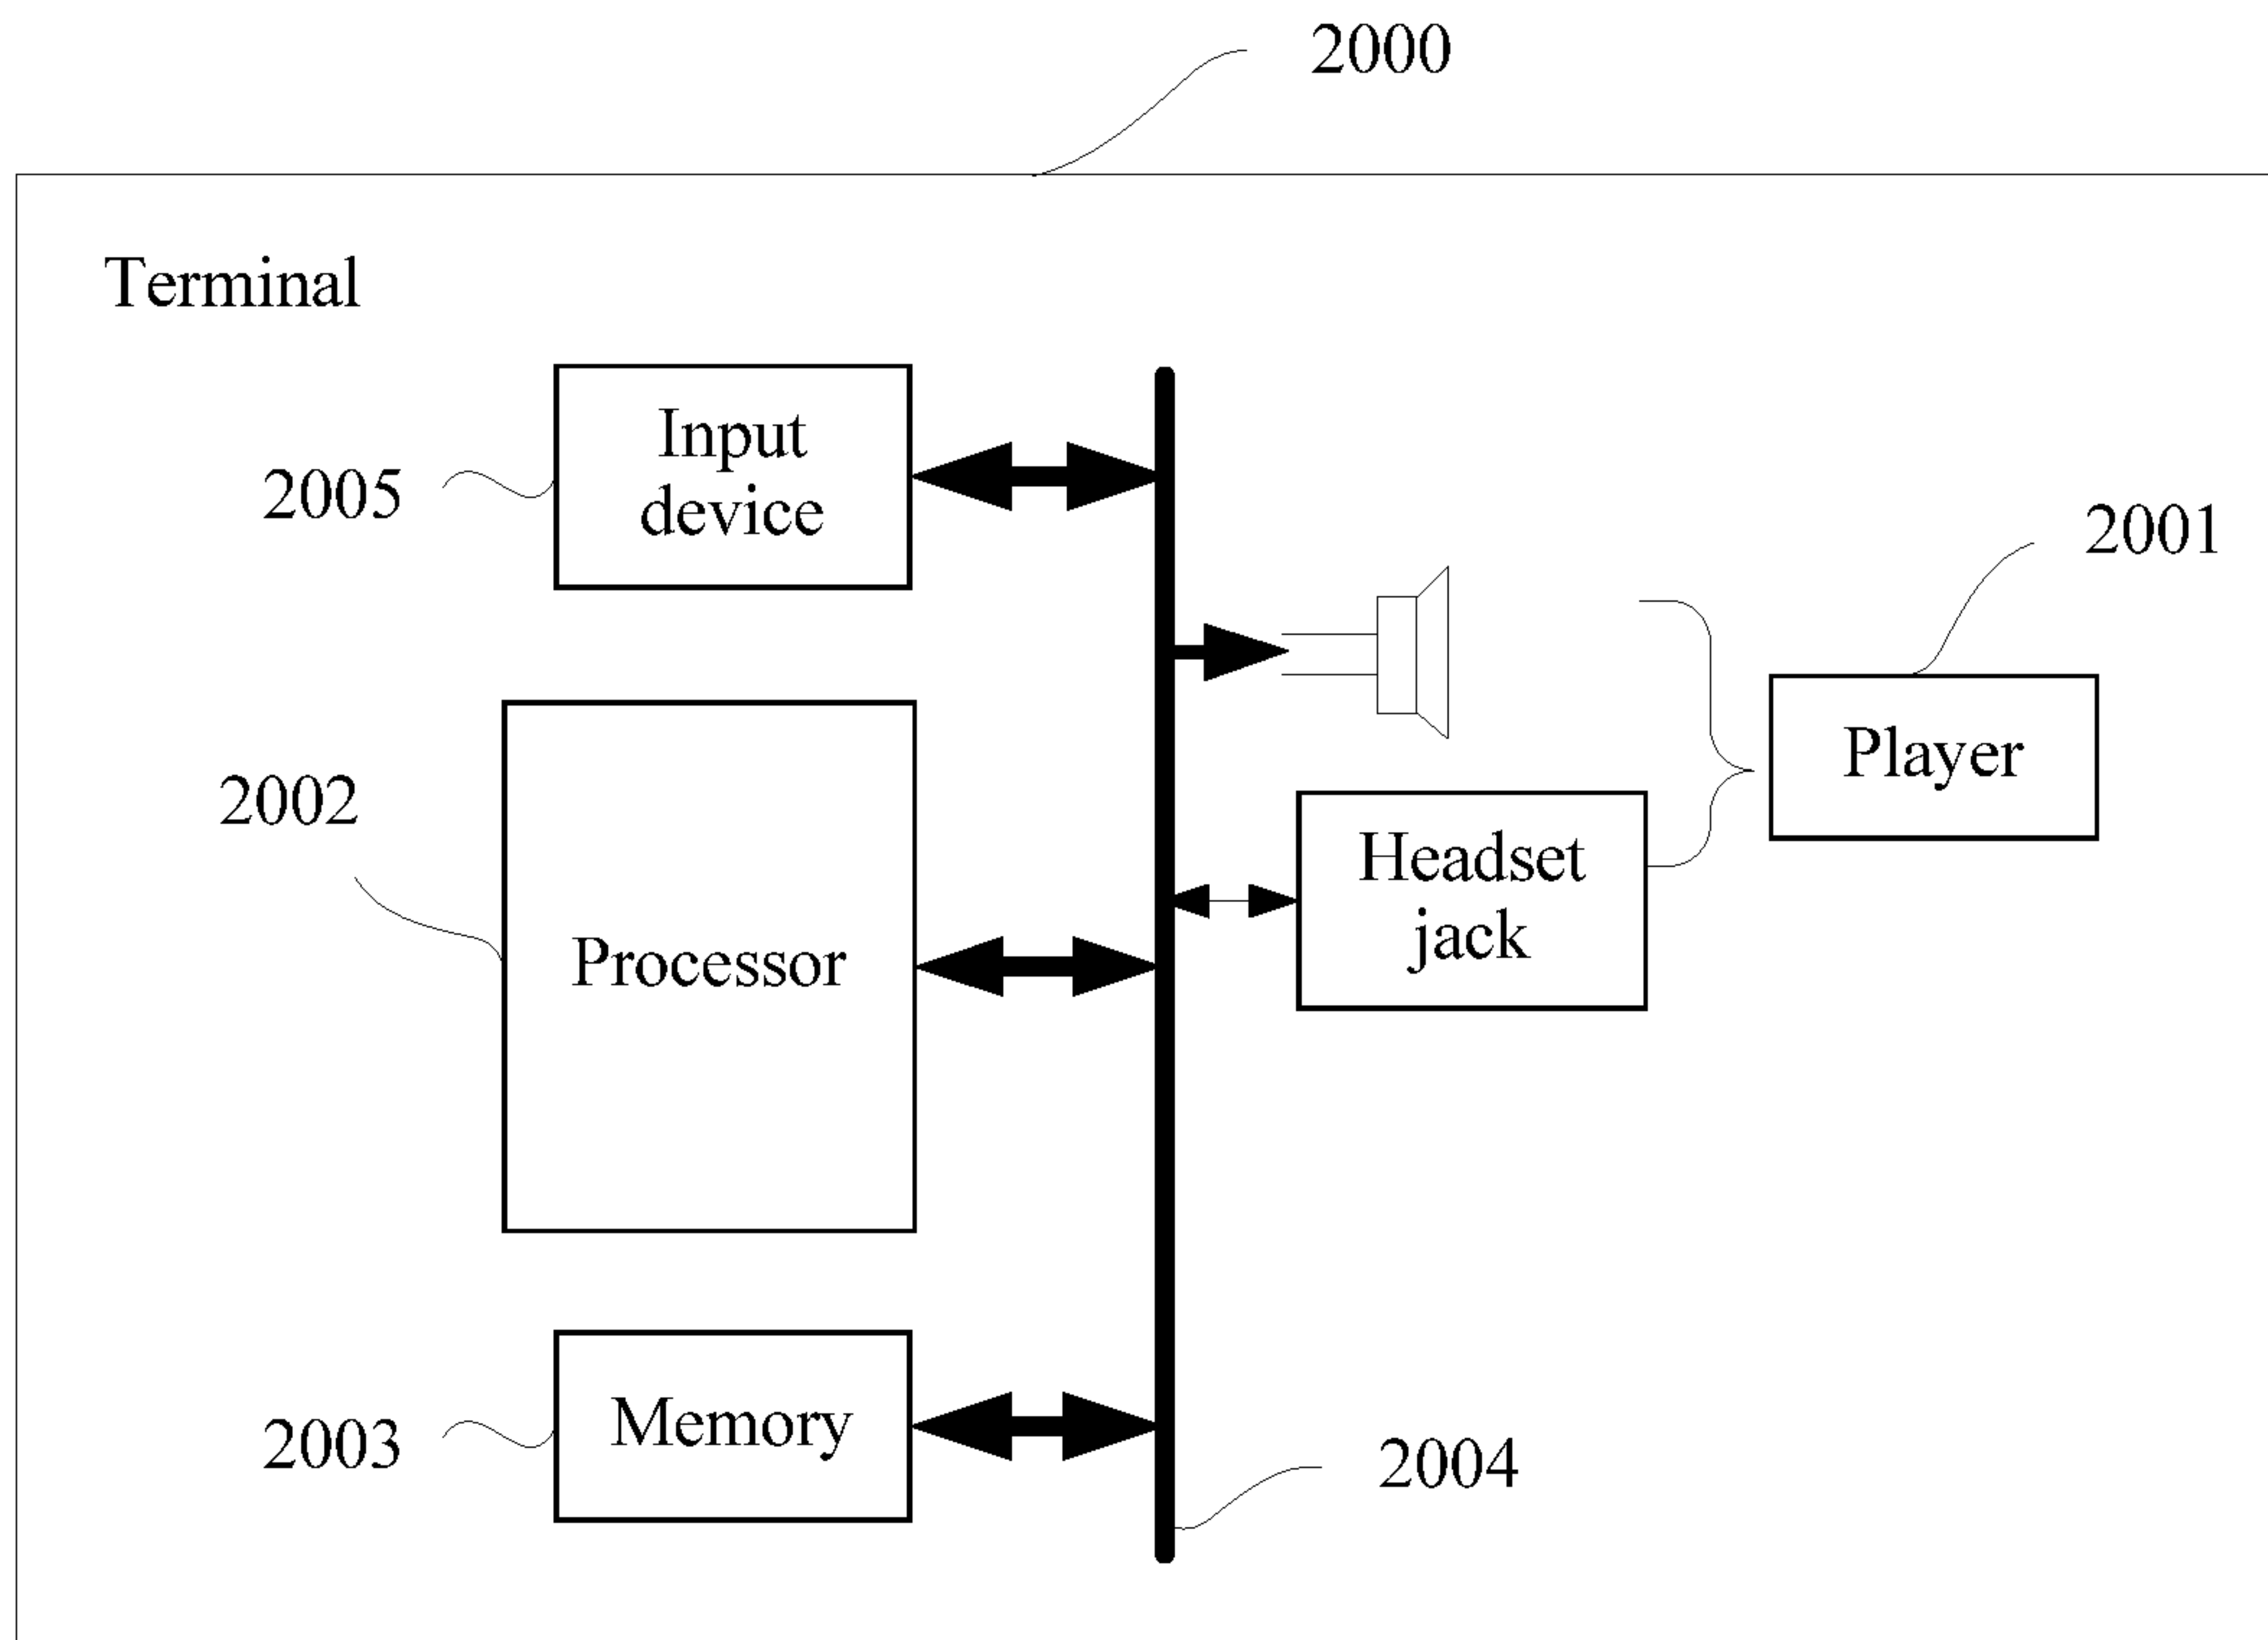 2000
Terminal
Input
device
2005
2001
Player
2002
Headset
jack
Processor
Memory
2003
2004